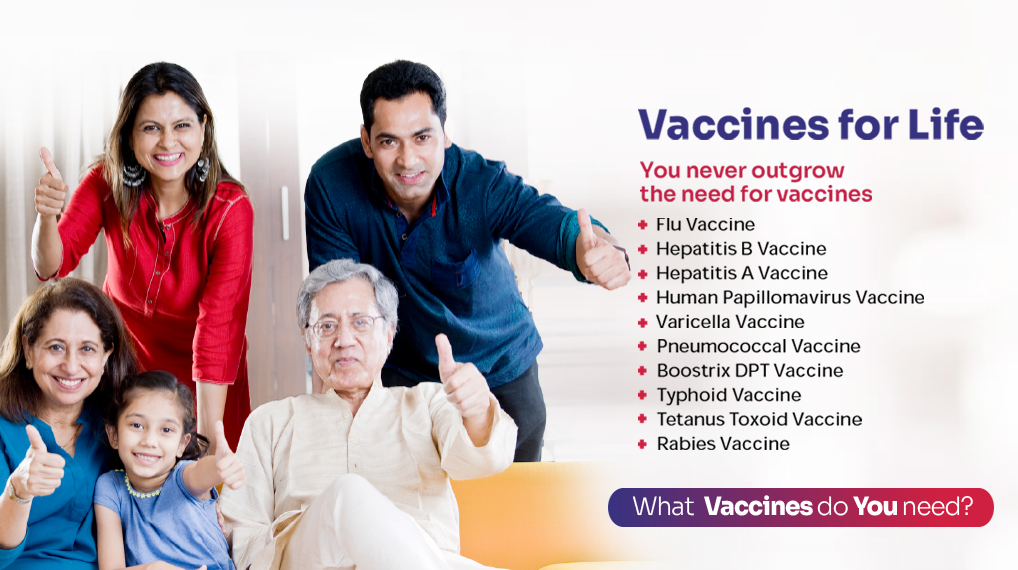 Vaccines for Life
You never outgrow
the need for vaccines
Flu Vaccine
Hepatitis B Vaccine
Hepatitis A Vaccine
Human Papillomavirus Vaccine
Varicella Vaccine
Pneumococcal Vaccine
Boostrix DPT Vaccine
Typhoid Vaccine
Tetanus Toxoid Vaccine
Rabies Vaccine
What Vaccines do You need?